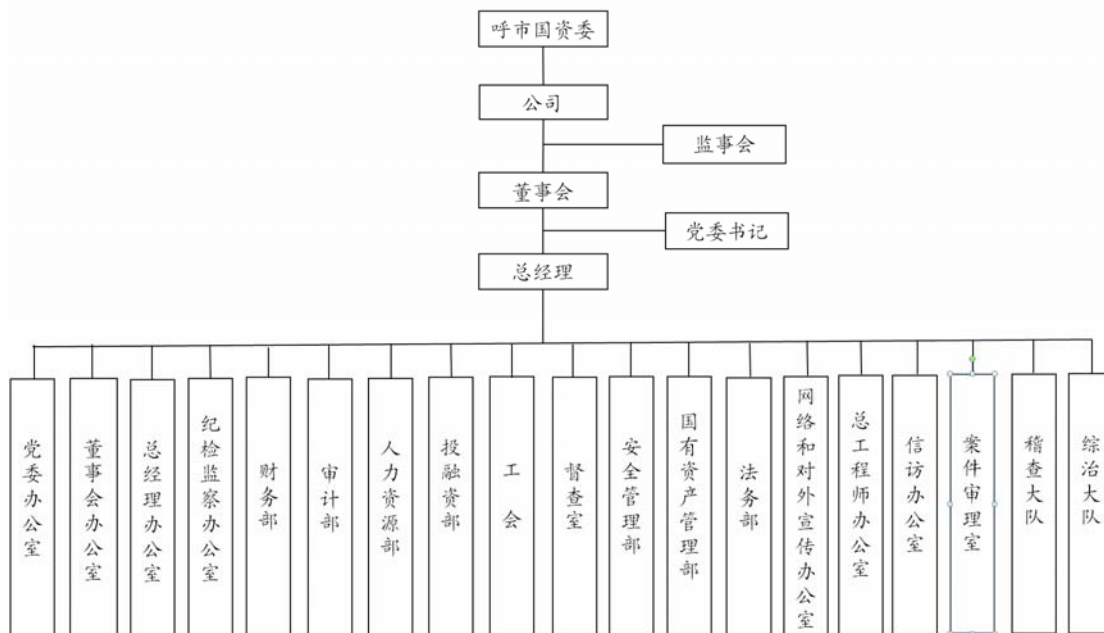 呼市国资委
公司
监事会
董事会
党委书记
总经理
党委办公室
董事会办公室
总经理办公室
纪检监察办公室
财务部
审计部
人力资源部
投融资部
工会
督查室
安全管理部
国有资产管理部
法务部
网络和对外宣传办公室
总工程师办公室
信访办公室
案件审理室
稽查大队
综治大队